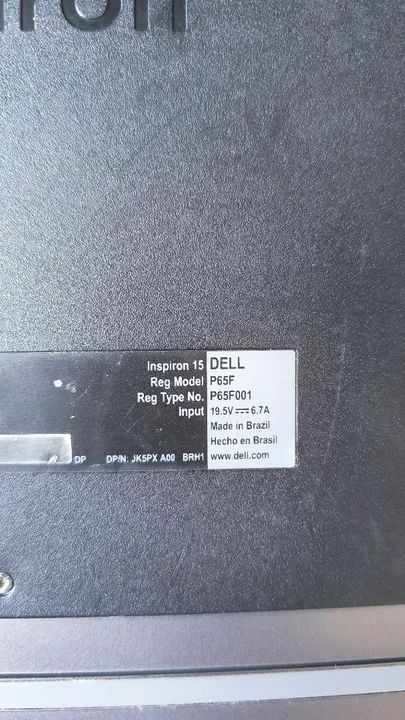 Inspiron 15 DELL
Reg Model P65F
Reg Type No. P65F001
Input 19.5V⎓6.7A
Made in Brazil
Hecho en Brasil
DP DP/N: JK5PX A00 BRH1 www.dell.com